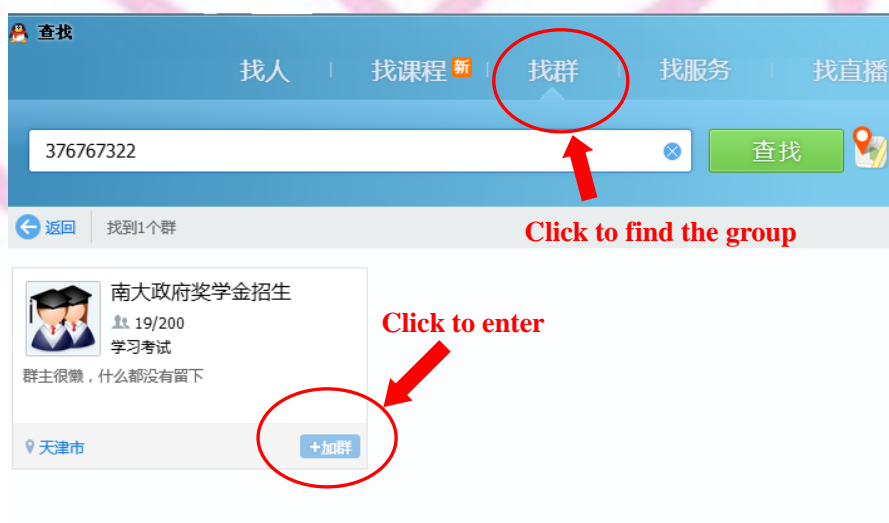 查找
找人 找课程 新 找群 找服务 找直播
376767322 查找
返回 找到1个群
Click to find the group
南大政府奖学金招生
19/200
学习考试
Click to enter
群主很懒，什么都没有留下
天津市 +加群